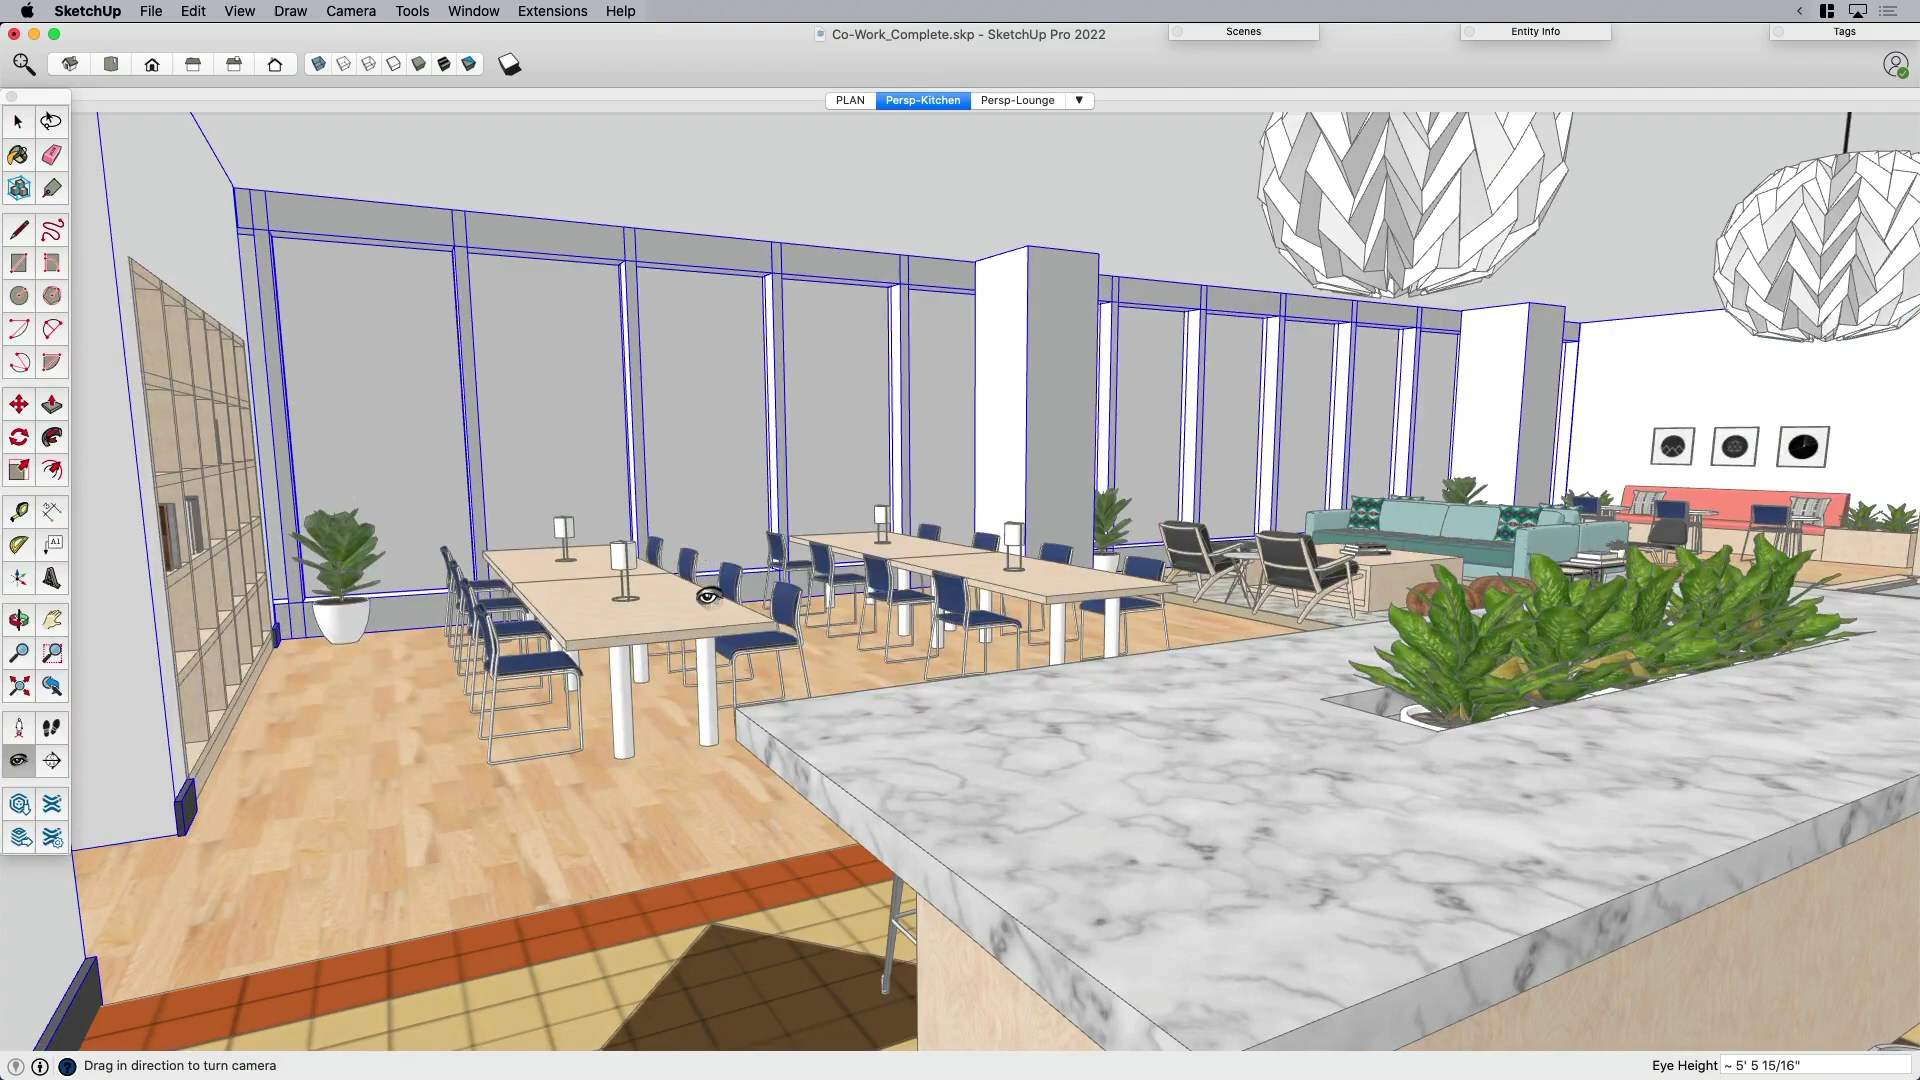 SketchUp File Edit View Draw Camera Tools Window Extensions Help
Co-Work_Complete.skp - SketchUp Pro 2022
Scenes
Entity Info
Tags
PLAN Persp-Kitchen Persp-Lounge
A1
Drag in direction to turn camera
Eye Height ~ 5' 5 15/16"